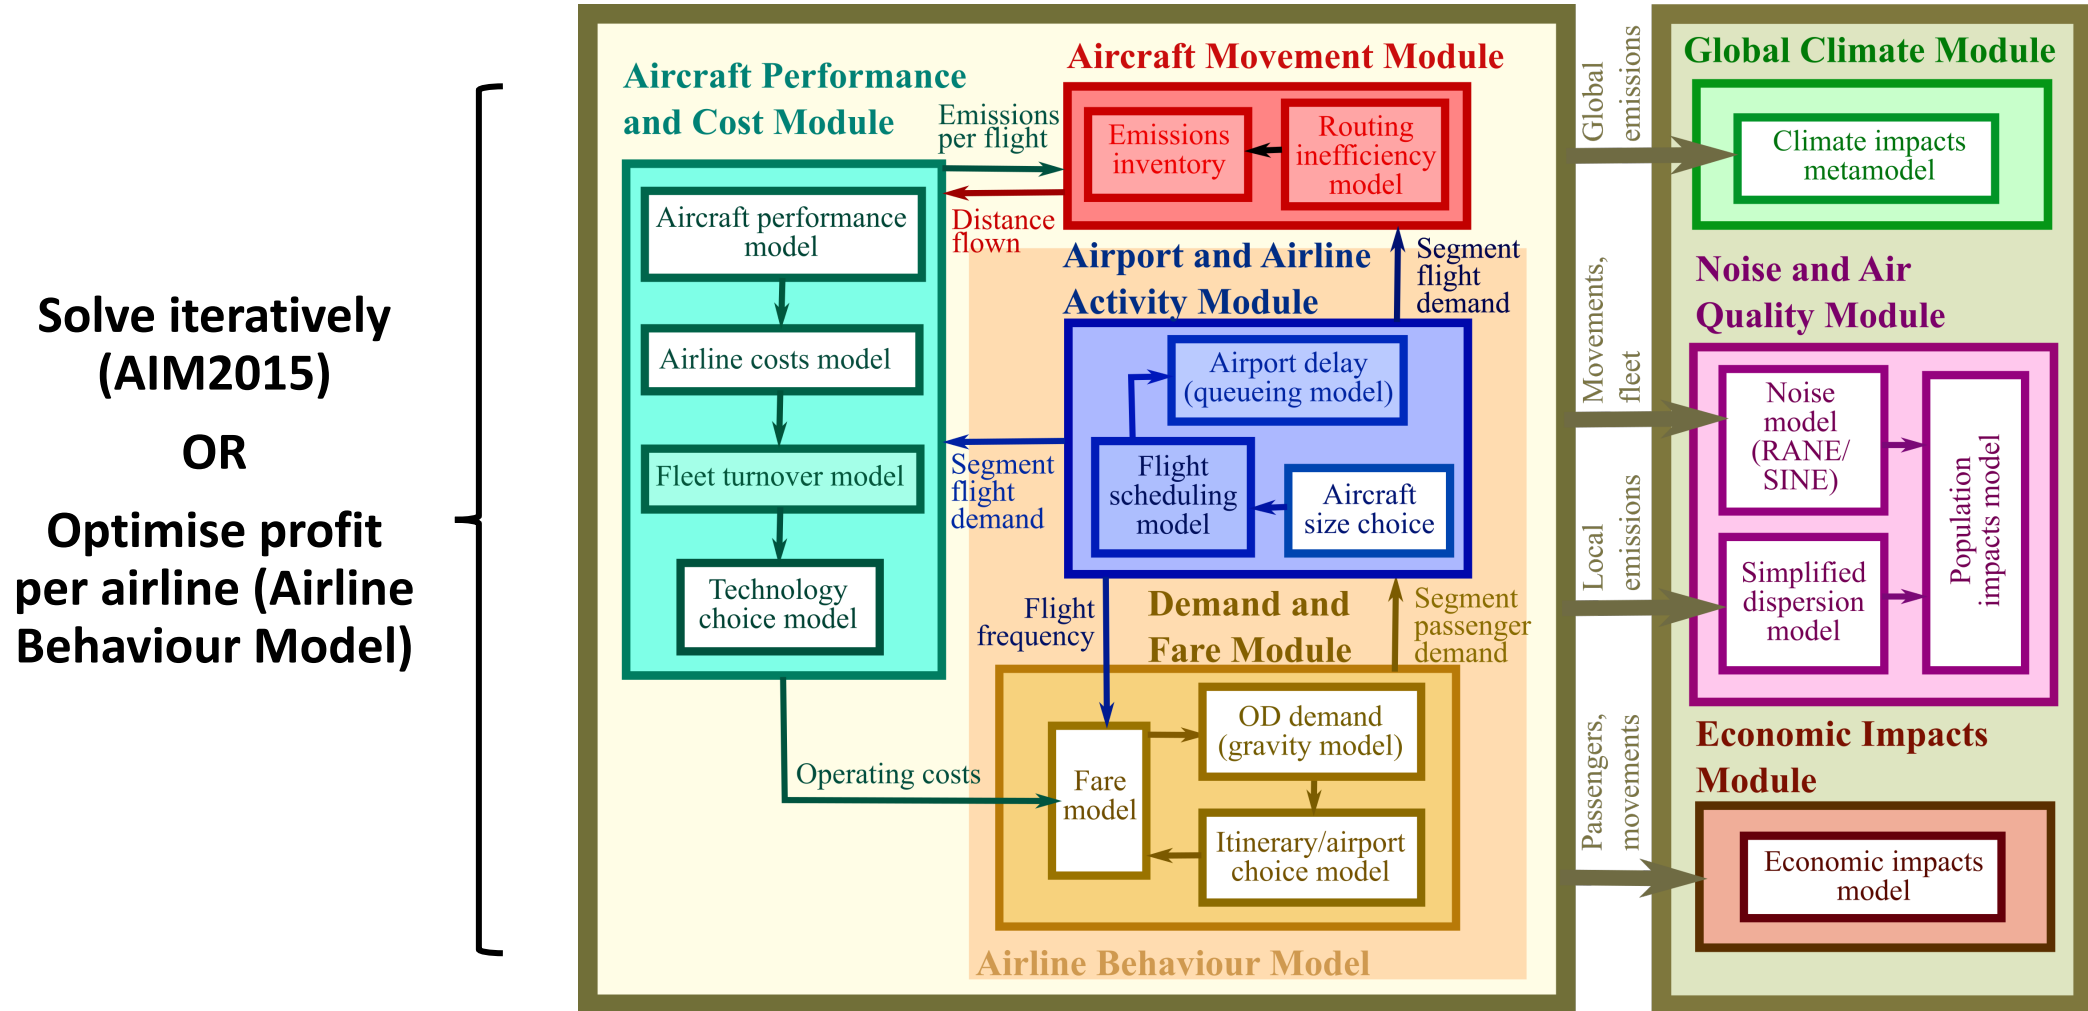 Solve iteratively
(AIM2015)
OR
Optimise profit
per airline (Airline
Behaviour Model)
Aircraft Performance
and Cost Module
Aircraft performance
model
Airline costs model
Fleet turnover model
Technology
choice model
Emissions
per flight
Distance
flown
Segment
flight
demand
Operating costs
Aircraft Movement Module
Emissions
inventory
Routing
inefficiency
model
Segment
flight
demand
Airport and Airline
Activity Module
Airport delay
(queueing model)
Flight
scheduling
model
Aircraft
size choice
Flight
frequency
Segment
passenger
demand
Demand and
Fare Module
Fare
model
OD demand
(gravity model)
Itinerary/airport
choice model
Airline Behaviour Model
Global
emissions
Movements,
fleet
Local
emissions
Passengers,
movements
Global Climate Module
Climate impacts
metamodel
Noise and Air
Quality Module
Noise
model
(RANE/
SINE)
Simplified
dispersion
model
Population
impacts model
Economic Impacts
Module
Economic impacts
model